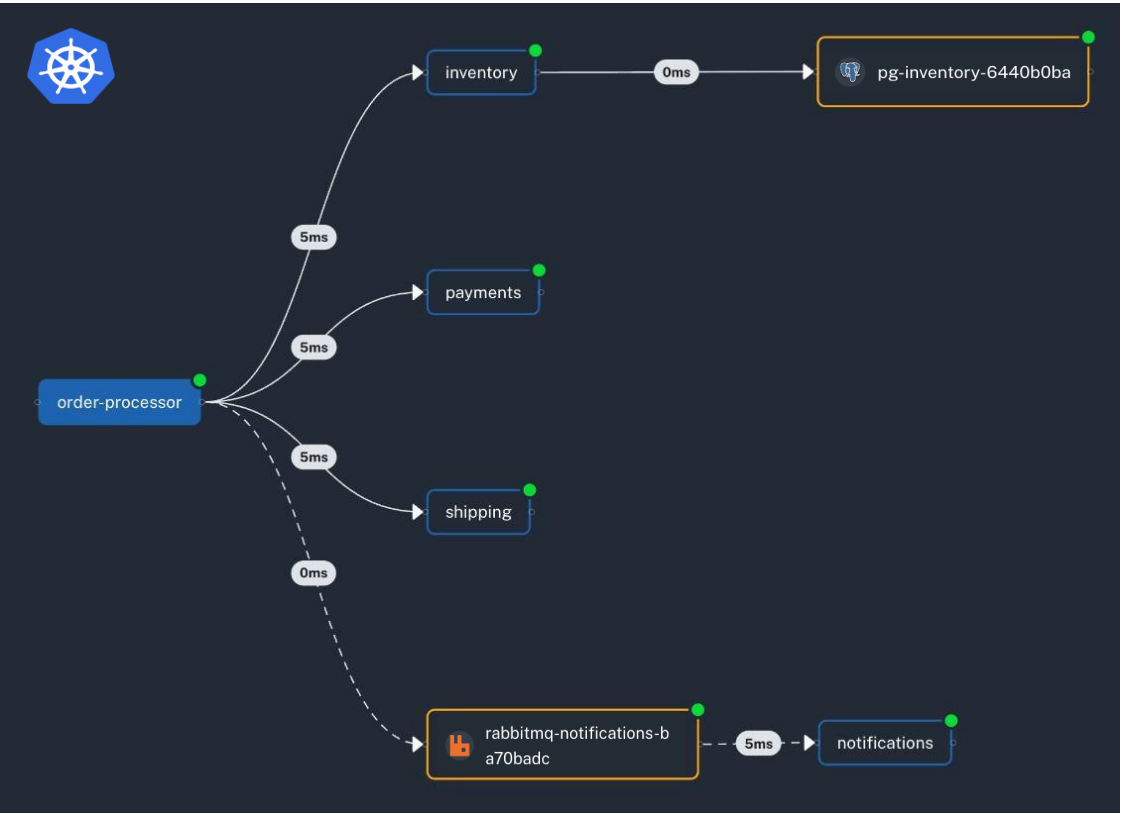 inventory
0ms
pg-inventory-6440b0ba
5ms
payments
5ms
order-processor
5ms
shipping
0ms
rabbitmq-notifications-b
a70badc
5ms
notifications